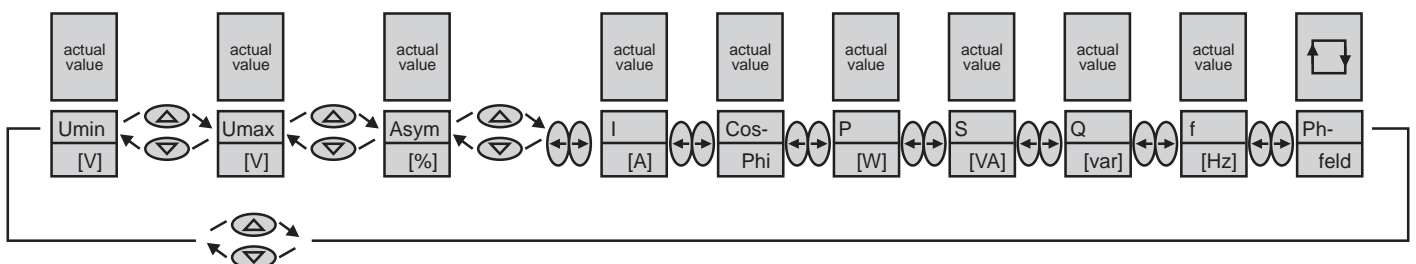 actual
value
actual
value
actual
value
actual
value
actual
value
actual
value
actual
value
actual
value
actual
value
Umin
[V]
Umax
[V]
Asym
[%]
I
[A]
Cos-
Phi
P
[W]
S
[VA]
Q
[var]
f
[Hz]
Ph-
feld